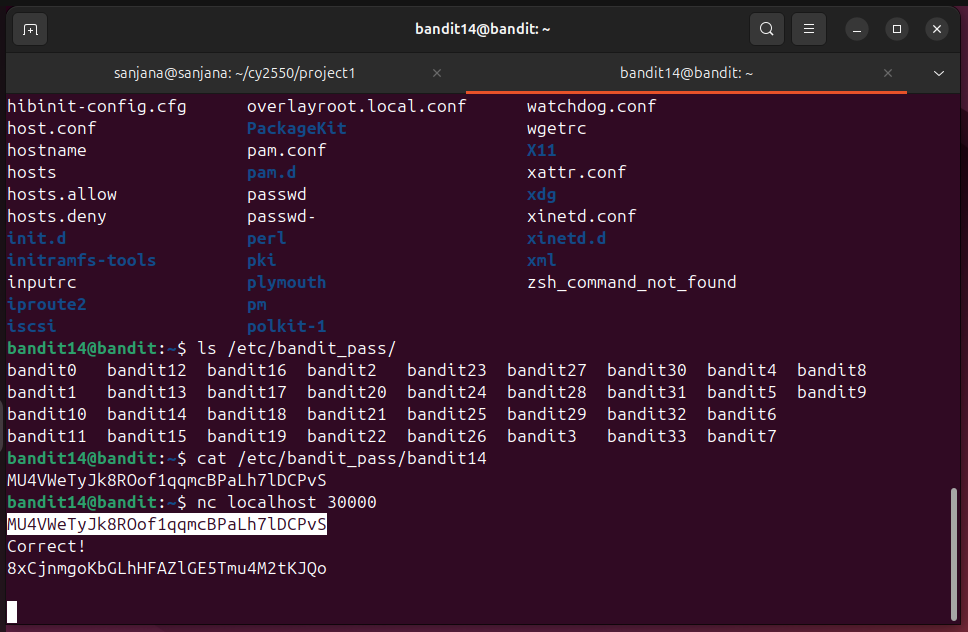 bandit14@bandit: ~
sanjana@sanjana: ~/cy2550/project1
bandit14@bandit: ~
hibinit-config.cfg overlayroot.local.conf watchdog.conf
host.conf PackageKit wgetrc
hostname pam.conf X11
hosts pam.d xattr.conf
hosts.allow passwd xdg
hosts.deny passwd- xinetd.conf
init.d perl xinetd.d
initramfs-tools pki xml
inputrc plymouth zsh_command_not_found
iproute2 pm
iscsi polkit-1
bandit14@bandit:~$ ls /etc/bandit_pass/
bandit0 bandit12 bandit16 bandit2 bandit23 bandit27 bandit30 bandit4 bandit8
bandit1 bandit13 bandit17 bandit20 bandit24 bandit28 bandit31 bandit5 bandit9
bandit10 bandit14 bandit18 bandit21 bandit25 bandit29 bandit32 bandit6
bandit11 bandit15 bandit19 bandit22 bandit26 bandit3 bandit33 bandit7
bandit14@bandit:~$ cat /etc/bandit_pass/bandit14
MU4VWeTyJk8ROof1qqmcBPaLh7lDCPvS
bandit14@bandit:~$ nc localhost 30000
MU4VWeTyJk8ROof1qqmcBPaLh7lDCPvS
Correct!
8xCjnmgoKbGLhHFAZlGE5Tmu4M2tKJQo